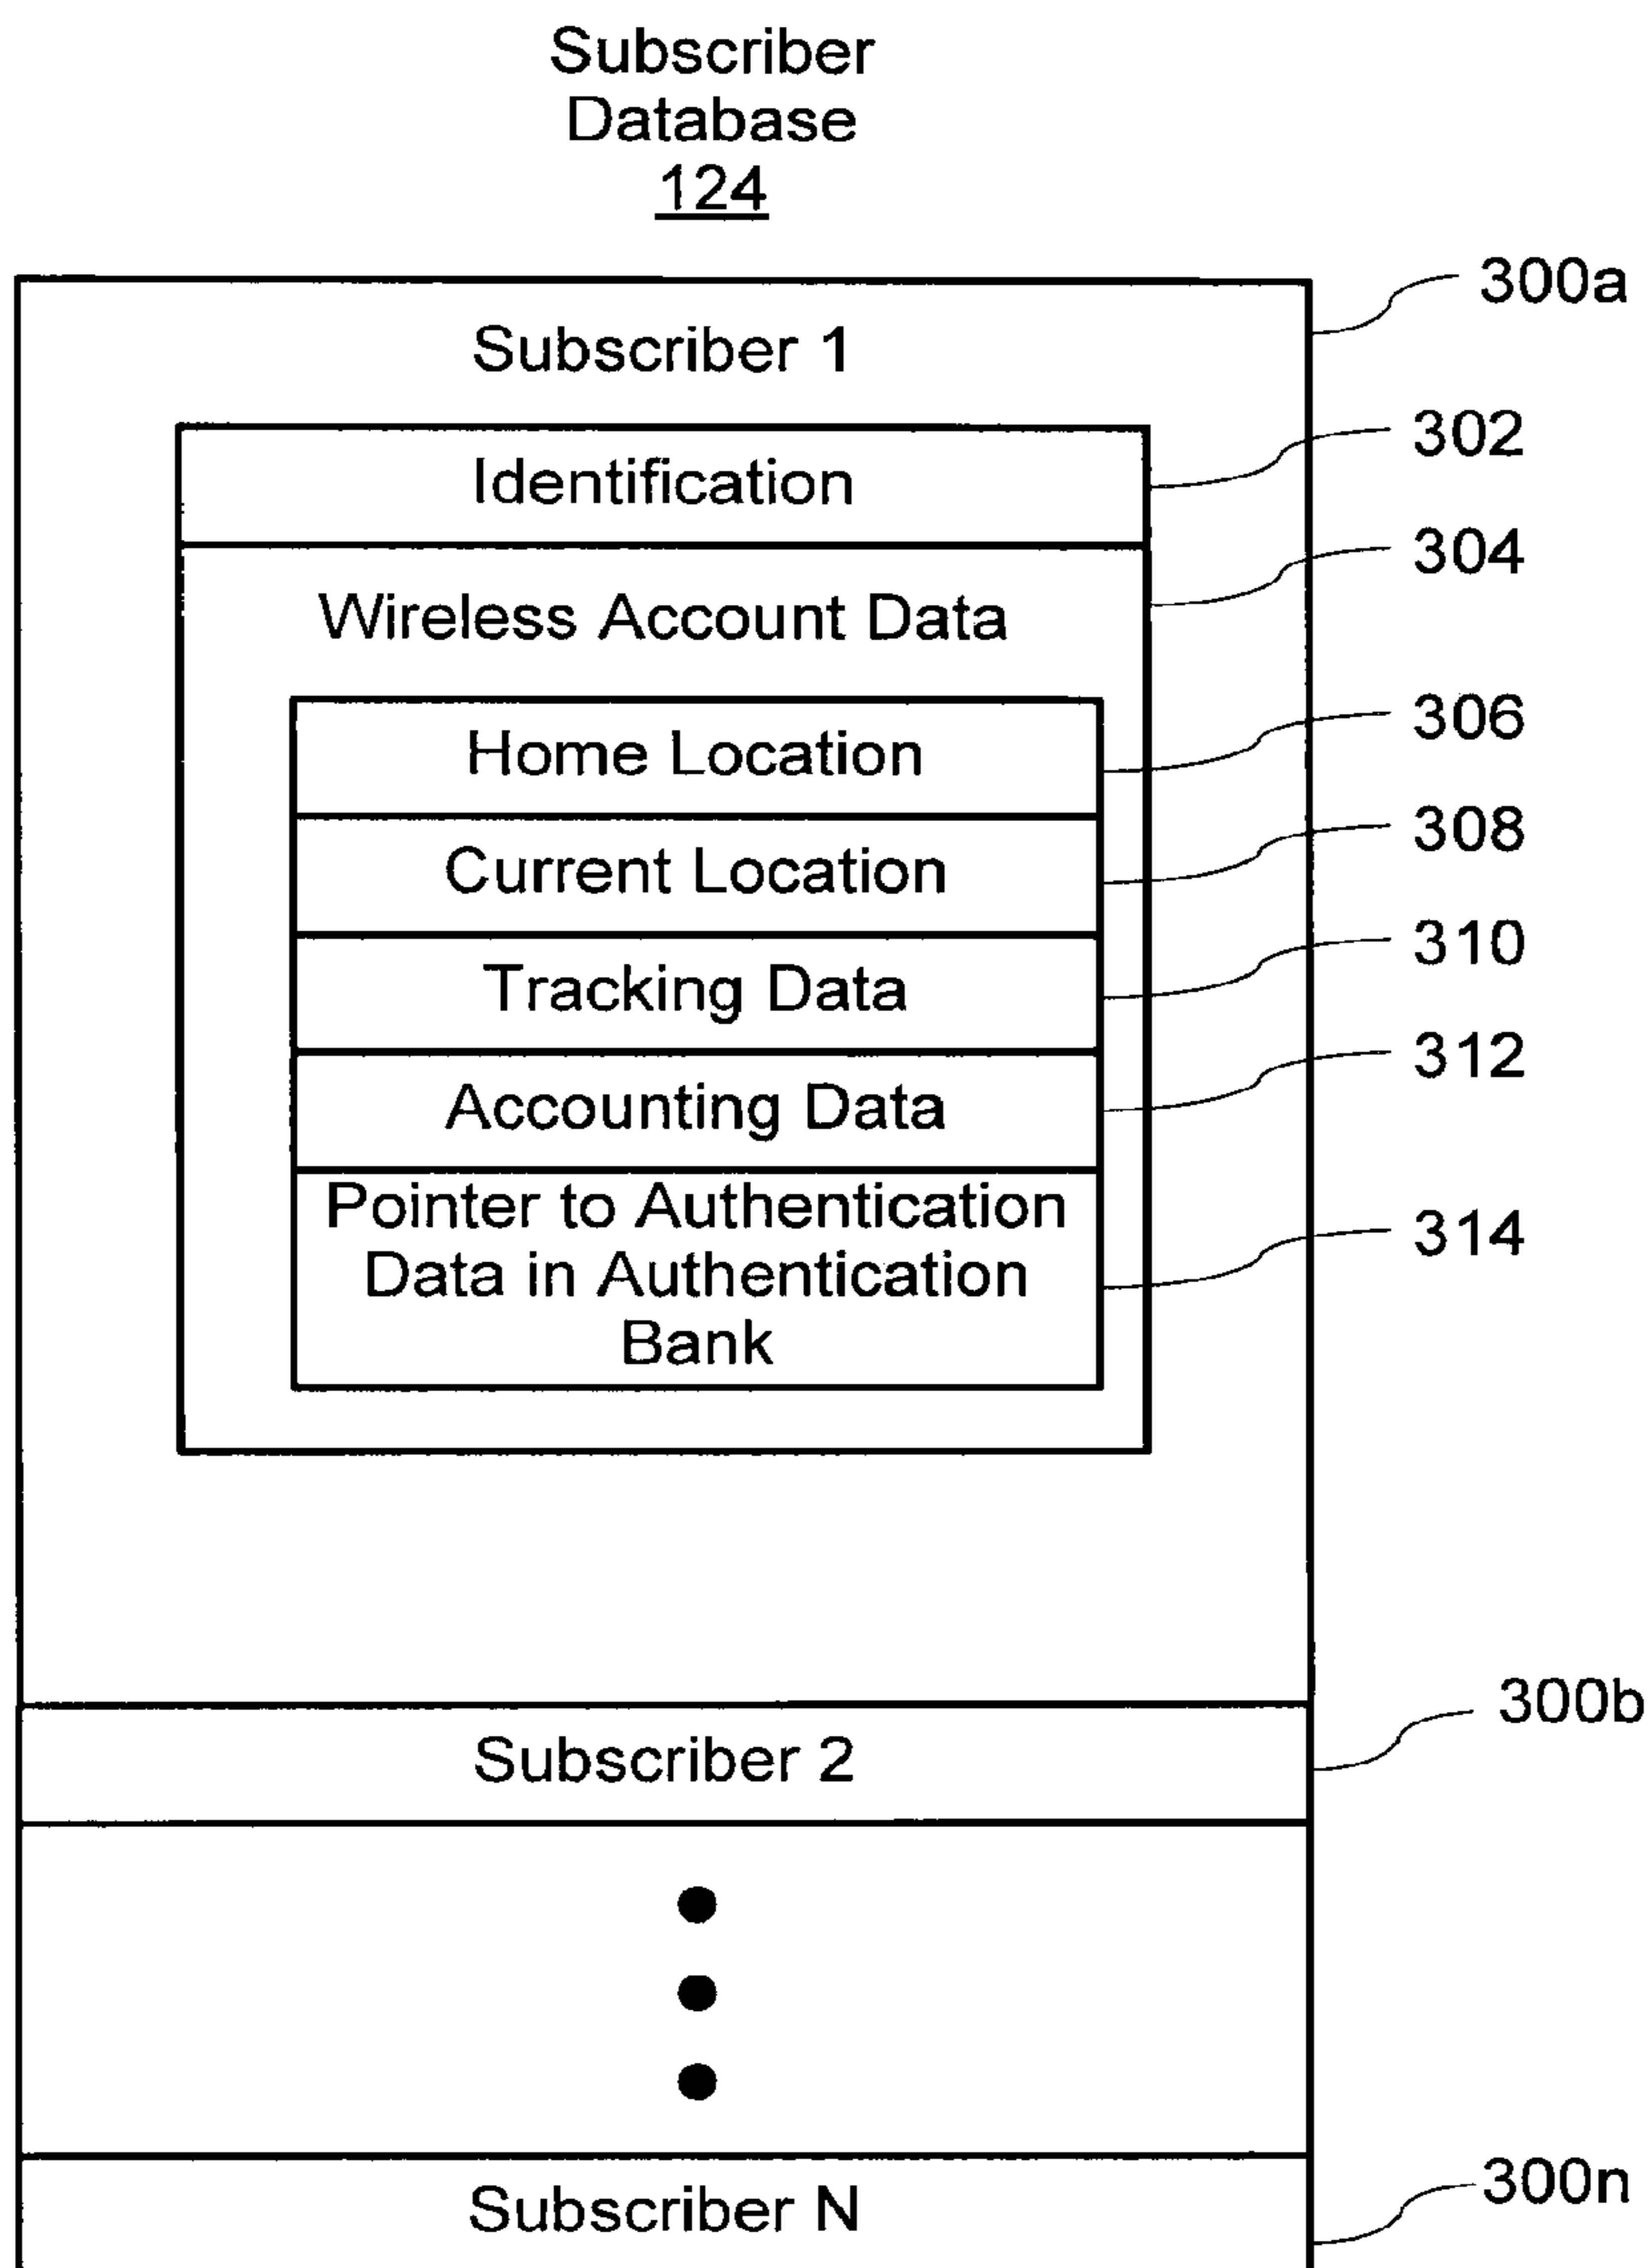 Subscriber
Database
124
300a
Subscriber 1
302
Identification
304
Wireless Account Data
306
Home Location
308
Current Location
310
Tracking Data
312
Accounting Data
Pointer to Authentication
314
Data in Authentication
Bank
300b
Subscriber 2
300n
Subscriber N